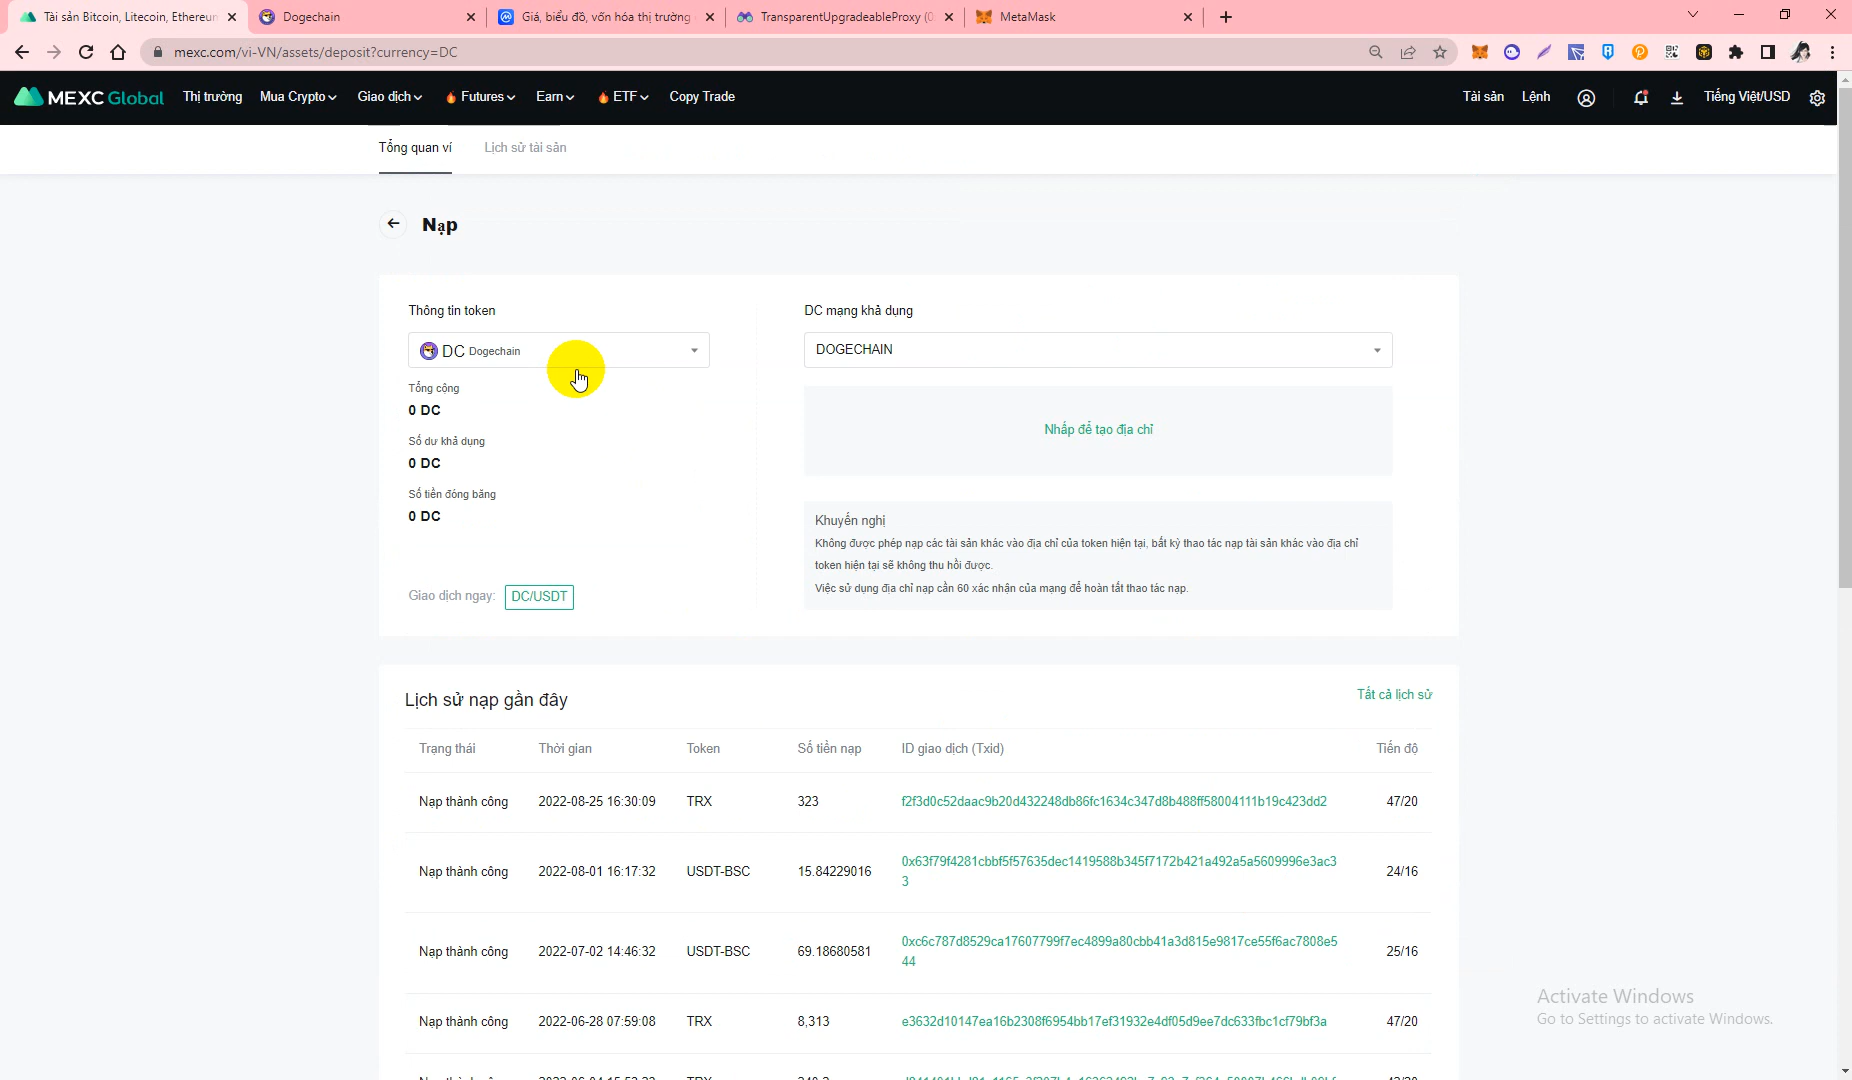 Tài sản Bitcoin, Litecoin, Ethereum
Dogechain
Giá, biểu đồ, vốn hóa thị trường
TransparentUpgradeableProxy (0
MetaMask
mexc.com/vi-VN/assets/deposit?currency=DC
MEXC Global
Thị trường
Mua Crypto
Giao dịch
Futures
Earn
ETF
Copy Trade
Tài sản
Lệnh
Tiếng Việt/USD
Tổng quan ví
Lịch sử tài sản
Nạp
Thông tin token
DC mạng khả dụng
DC Dogechain
DOGECHAIN
Tổng cộng
0 DC
Nhấp để tạo địa chỉ
Số dư khả dụng
0 DC
Số tiền đóng băng
0 DC
Khuyến nghị
Không được phép nạp các tài sản khác vào địa chỉ của token hiện tại, bất kỳ thao tác nạp tài sản khác vào địa chỉ
token hiện tại sẽ không thu hồi được.
Việc sử dụng địa chỉ nạp cần 60 xác nhận của mạng để hoàn tất thao tác nạp.
Giao dịch ngay: DC/USDT
Lịch sử nạp gần đây
Tất cả lịch sử
Trạng thái Thời gian Token Số tiền nạp ID giao dịch (Txid) Tiến độ
Nạp thành công 2022-08-25 16:30:09 TRX 323 f2f3d0c52daac9b20d432248db86fc1634c347d8b488ff58004111b19c423dd2 47/20
Nạp thành công 2022-08-01 16:17:32 USDT-BSC 15.84229016 0x63f79f4281cbbf5f57635dec1419588b345f7172b421a492a5a5609996e3ac3 24/16
3
Nạp thành công 2022-07-02 14:46:32 USDT-BSC 69.18680581 0xc6c787d8529ca17607799f7ec4899a80cbb41a3d815e9817ce55f6ac7808e5 25/16
44
Nạp thành công 2022-06-28 07:59:08 TRX 8,313 e3632d10147ea16b2308f6954bb17ef31932e4df05d9ee7dc633fbc1cf79bf3a 47/20
Activate Windows
Go to Settings to activate Windows.